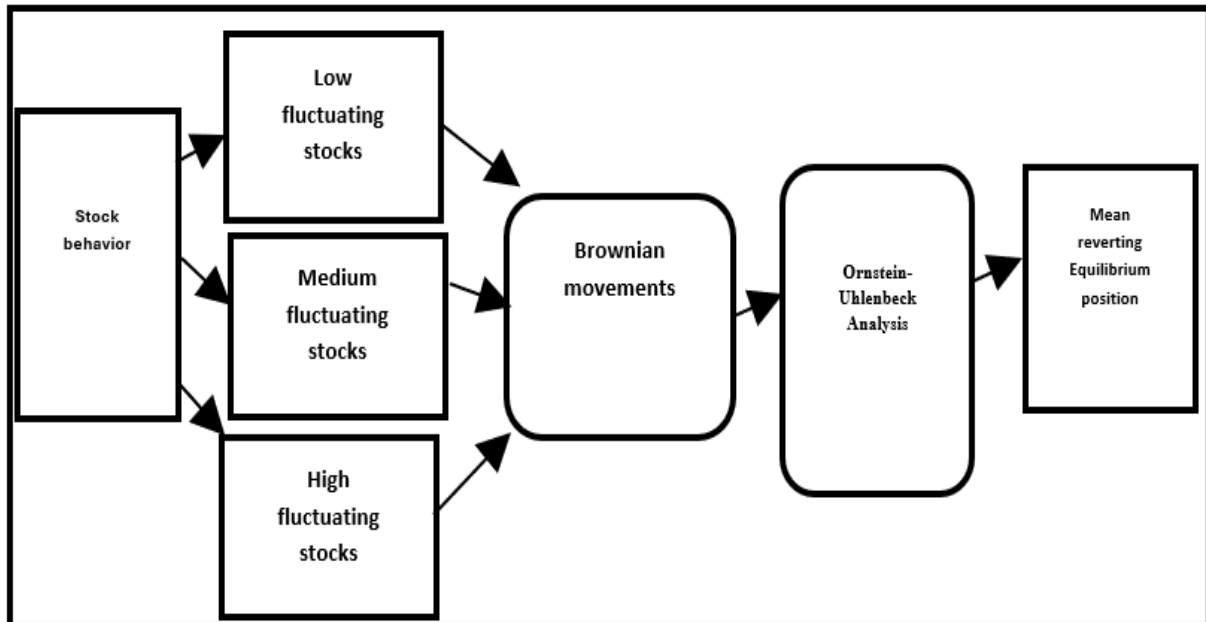 Stock
behavior
Low
fluctuating
stocks
Medium
fluctuating
stocks
High
fluctuating
stocks
Brownian
movements
Ornstein-
Uhlenbeck
Analysis
Mean
reverting
Equilibrium
position